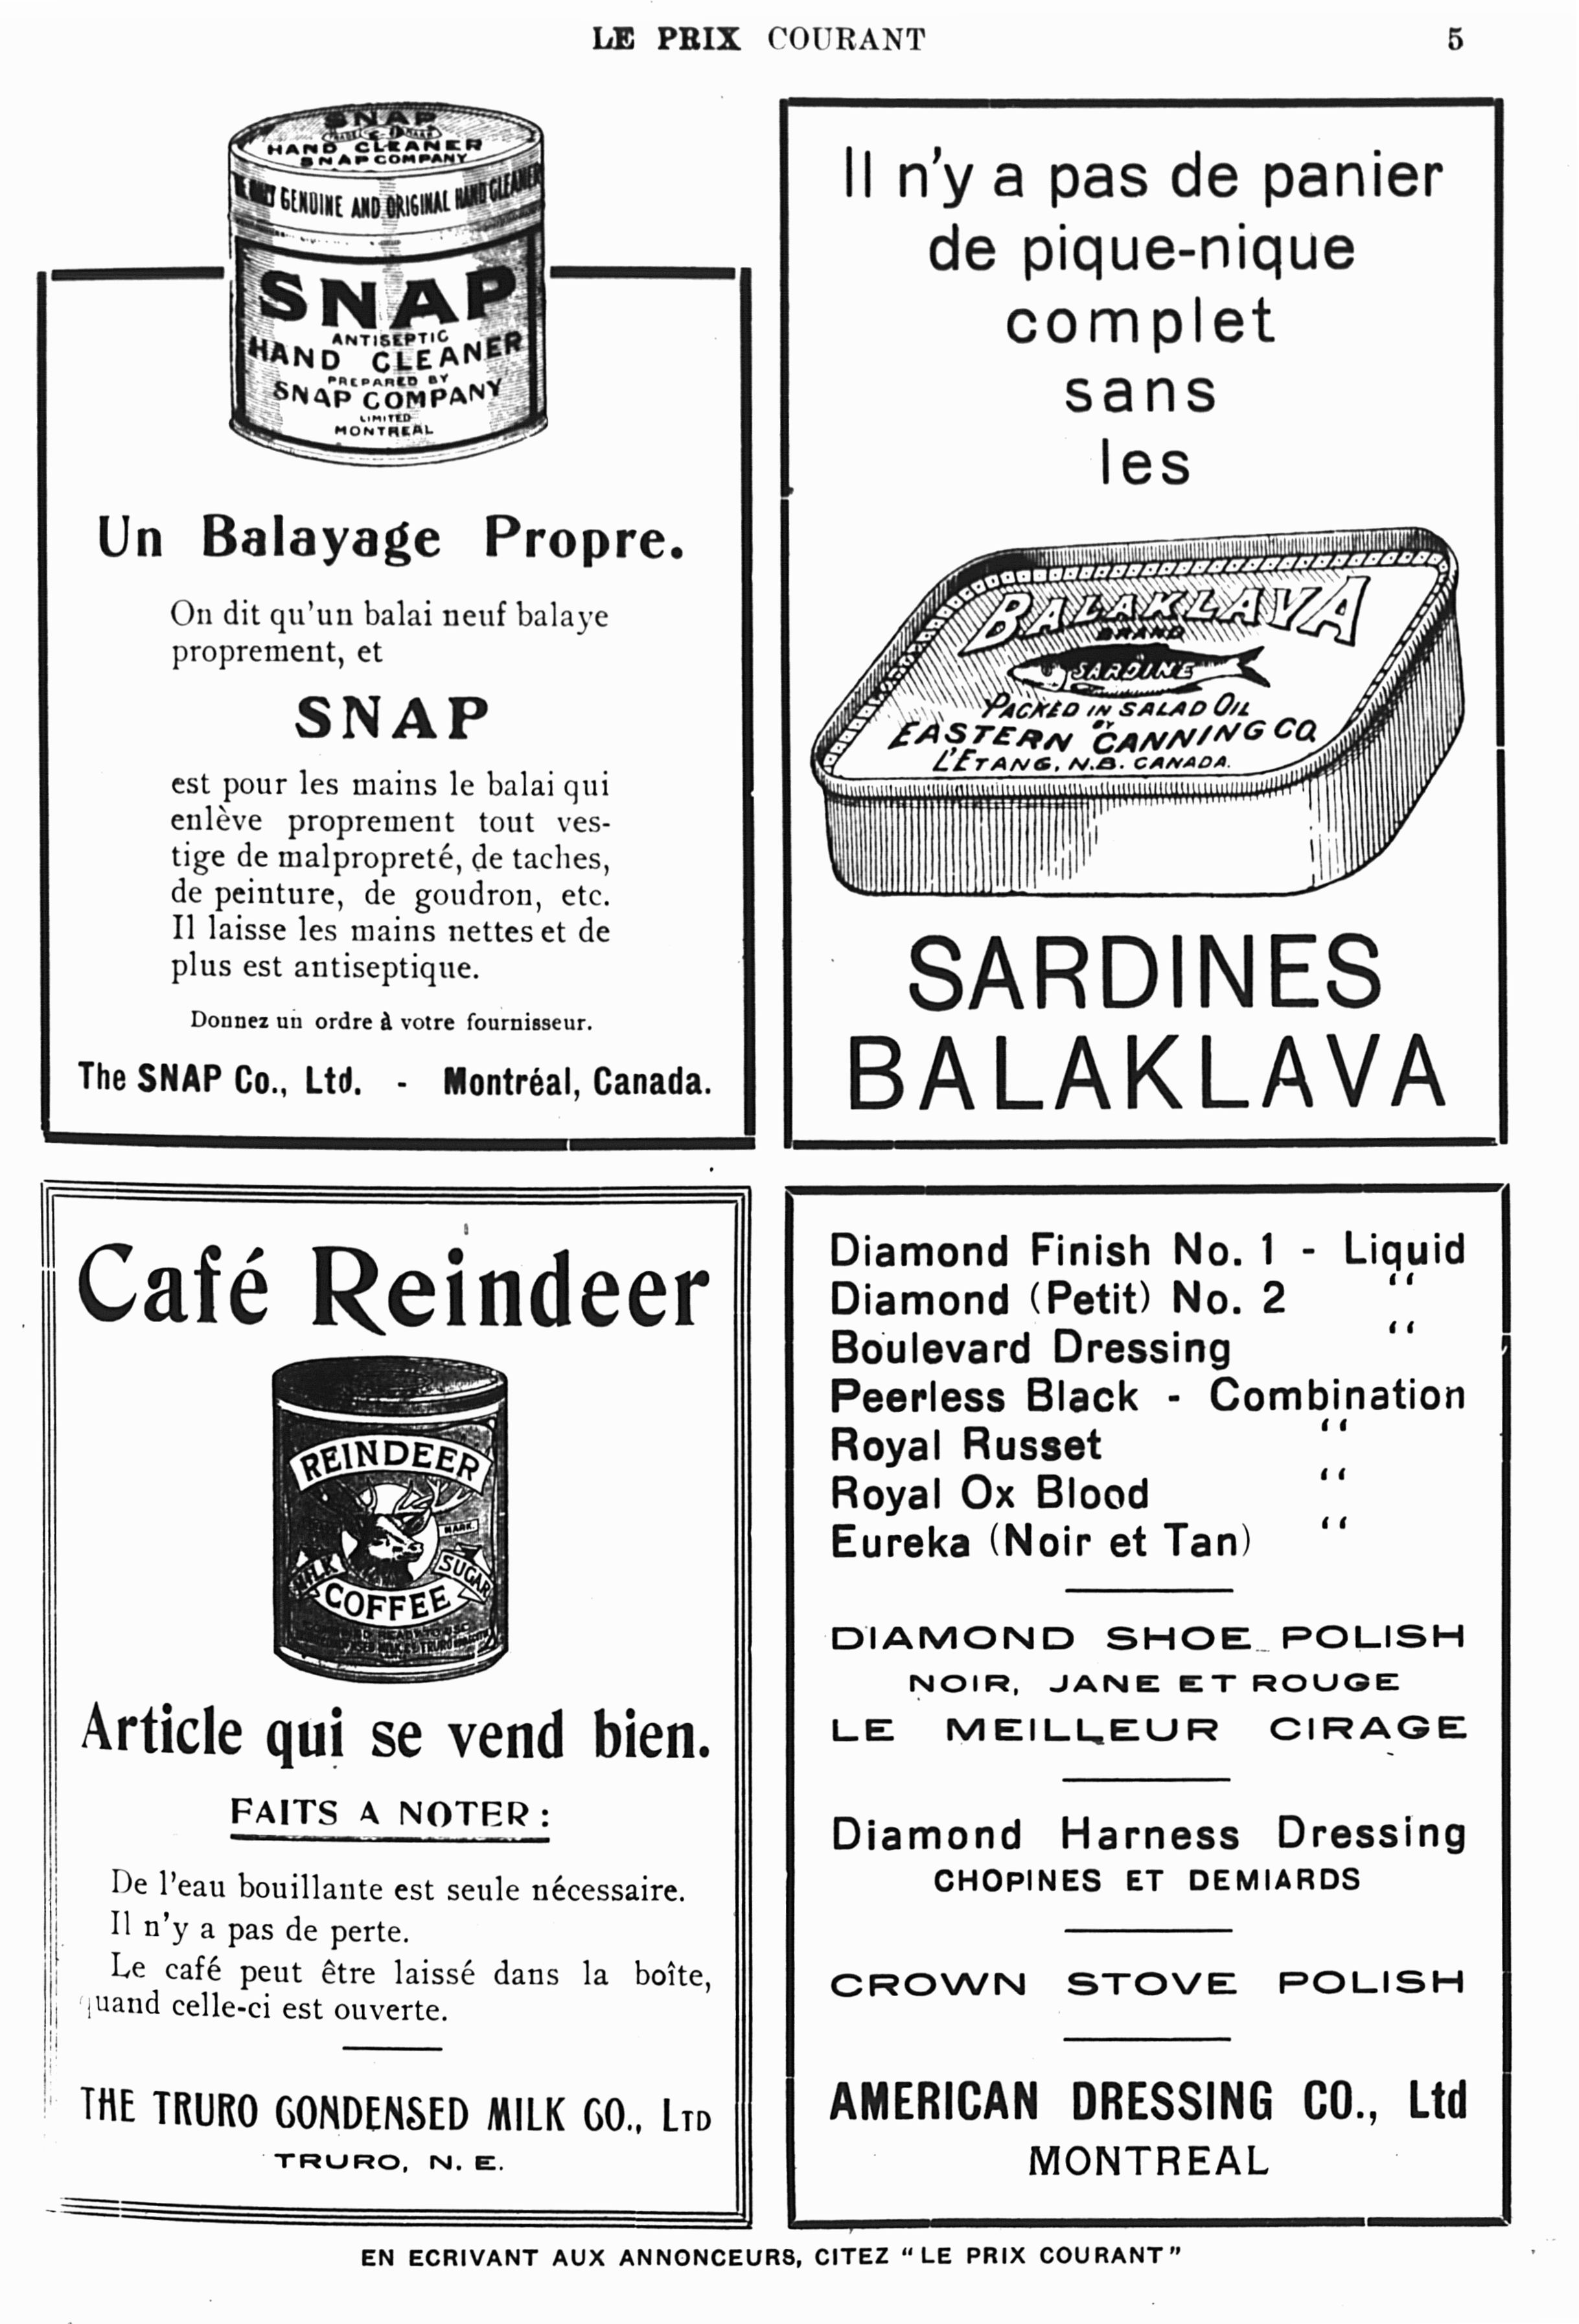 LE PRIX COURANT
5
SNAP
HAND CLEANER
SNAP COMPANY
GENUINE AND ORIGINAL HAND CLEANER
SNAP
ANTISEPTIC
HAND CLEANER
PREPARED BY
SNAP COMPANY
LIMITED
MONTREAL
Un Balayage Propre.
On dit qu'un balai neuf balaye
proprement, et
SNAP
est pour les mains le balai qui
enlève proprement tout ves-
tige de malpropreté, de taches,
de peinture, de goudron, etc.
Il laisse les mains nettes et de
plus est antiseptique.
Donnez un ordre à votre fournisseur.
The SNAP Co., Ltd. - Montréal, Canada.
Il n'y a pas de panier
de pique-nique
complet
sans
les
BALAKLAVA
BRAND
SARDINE
PACKED IN SALAD OIL
BY
EASTERN CANNING CO.
L'ETANG, N.B. CANADA.
SARDINES
BALAKLAVA
Café Reindeer
REINDEER
MARK.
MILK
SUGAR
COFFEE
Article qui se vend bien.
FAITS A NOTER:
De l'eau bouillante est seule nécessaire.
Il n'y a pas de perte.
Le café peut être laissé dans la boîte,
quand celle-ci est ouverte.
THE TRURO CONDENSED MILK CO., LTD
TRURO, N. E.
Diamond Finish No. 1 - Liquid
Diamond (Petit) No. 2 "
Boulevard Dressing "
Peerless Black - Combination
Royal Russet "
Royal Ox Blood "
Eureka (Noir et Tan) "
DIAMOND SHOE POLISH
NOIR, JANE ET ROUGE
LE MEILLEUR CIRAGE
Diamond Harness Dressing
CHOPINES ET DEMIARDS
CROWN STOVE POLISH
AMERICAN DRESSING CO., Ltd
MONTREAL
EN ECRIVANT AUX ANNONCEURS, CITEZ "LE PRIX COURANT"